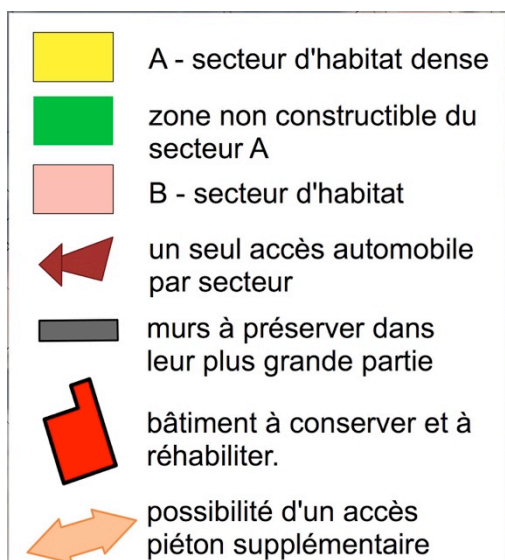 A - secteur d'habitat dense
zone non constructible du
secteur A
B - secteur d'habitat
un seul accès automobile
par secteur
murs à préserver dans
leur plus grande partie
bâtiment à conserver et à
réhabiliter.
possibilité d'un accès
piéton supplémentaire